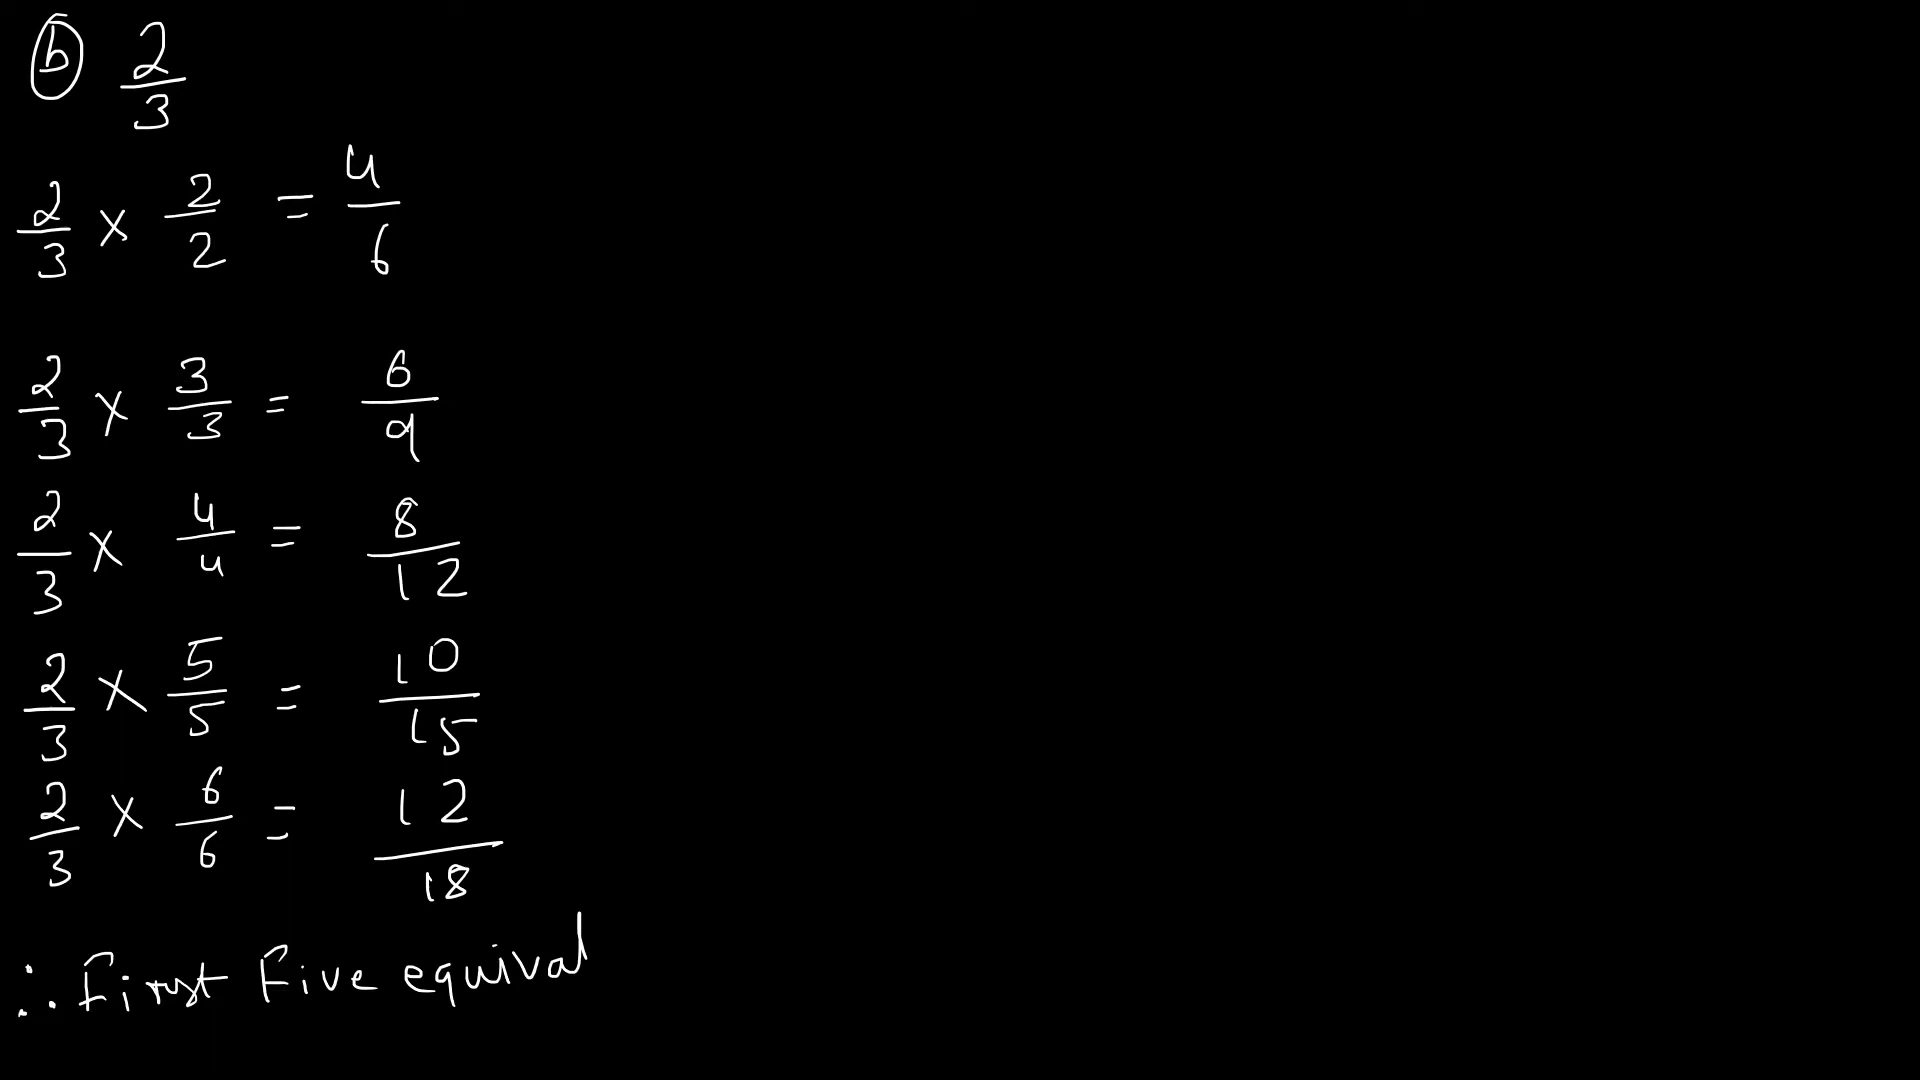 (b) 2/3
2/3 × 2/2 = 4/6
2/3 × 3/3 = 6/9
2/3 × 4/4 = 8/12
2/3 × 5/5 = 10/15
2/3 × 6/6 = 12/18
∴ First Five equival